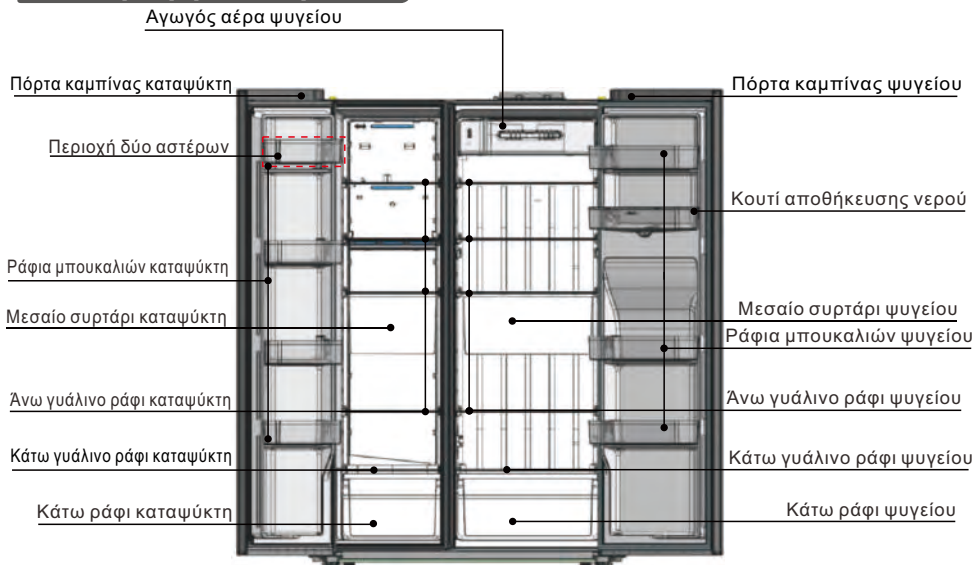 Αγωγός αέρα ψυγείου
Πόρτα καμπίνας καταψύκτη
Πόρτα καμπίνας ψυγείου
Περιοχή δύο αστέρων
Κουτί αποθήκευσης νερού
Ράφια μπουκαλιών καταψύκτη
Μεσαίο συρτάρι καταψύκτη
Μεσαίο συρτάρι ψυγείου
Ράφια μπουκαλιών ψυγείου
Άνω γυάλινο ράφι καταψύκτη
Άνω γυάλινο ράφι ψυγείου
Κάτω γυάλινο ράφι καταψύκτη
Κάτω γυάλινο ράφι ψυγείου
Κάτω ράφι καταψύκτη
Κάτω ράφι ψυγείου